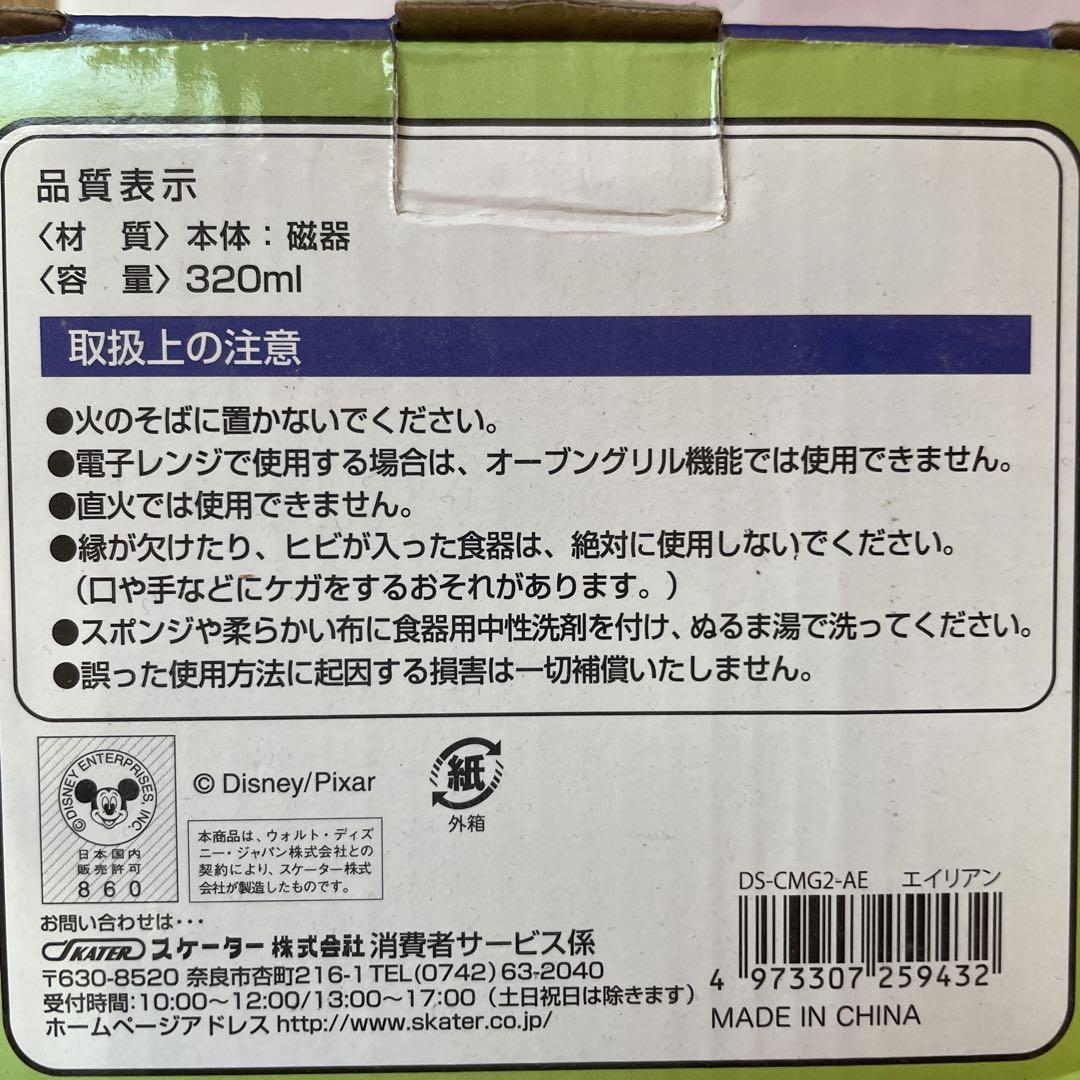 品質表示
〈材　質〉本体：磁器
〈容　量〉320ml
取扱上の注意
●火のそばに置かないでください。
●電子レンジで使用する場合は、オーブングリル機能では使用できません。
●直火では使用できません。
●縁が欠けたり、ヒビが入った食器は、絶対に使用しないでください。
（口や手などにケガをするおそれがあります。）
●スポンジや柔らかい布に食器用中性洗剤を付け、ぬるま湯で洗ってください。
●誤った使用方法に起因する損害は一切補償いたしません。
©DISNEY ENTERPRISES, INC.
日本国内
販売許可
860
© Disney/Pixar
本商品は、ウォルト・ディズ
ニー・ジャパン株式会社との
契約により、スケーター株式
会社が製造したものです。
紙
外箱
DS-CMG2-AE　エイリアン
4 973307 259432
MADE IN CHINA
お問い合わせは・・・
SKATER スケーター株式会社 消費者サービス係
〒630-8520 奈良市杏町216-1 TEL(0742)63-2040
受付時間：10:00〜12:00/13:00〜17:00（土日祝日は除きます）
ホームページアドレス http://www.skater.co.jp/